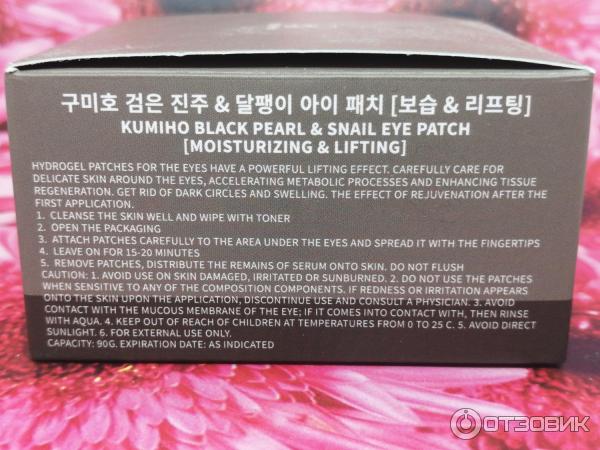 구미호 검은 진주 & 달팽이 아이 패치 [보습 & 리프팅]
KUMIHO BLACK PEARL & SNAIL EYE PATCH
[MOISTURIZING & LIFTING]
HYDROGEL PATCHES FOR THE EYES HAVE A POWERFUL LIFTING EFFECT. CAREFULLY CARE FOR
DELICATE SKIN AROUND THE EYES, ACCELERATING METABOLIC PROCESSES AND ENHANCING TISSUE
REGENERATION. GET RID OF DARK CIRCLES AND SWELLING. THE EFFECT OF REJUVENATION AFTER THE
FIRST APPLICATION.
1. CLEANSE THE SKIN WELL AND WIPE WITH TONER
2. OPEN THE PACKAGING
3. ATTACH PATCHES CAREFULLY TO THE AREA UNDER THE EYES AND SPREAD IT WITH THE FINGERTIPS
4. LEAVE ON FOR 15-20 MINUTES
5. REMOVE PATCHES, DISTRIBUTE THE REMAINS OF SERUM ONTO SKIN. DO NOT FLUSH
CAUTION: 1. AVOID USE ON SKIN DAMAGED, IRRITATED OR SUNBURNED. 2. DO NOT USE THE PATCHES
WHEN SENSITIVE TO ANY OF THE COMPOSITION COMPONENTS. IF REDNESS OR IRRITATION APPEARS
ONTO THE SKIN UPON THE APPLICATION, DISCONTINUE USE AND CONSULT A PHYSICIAN. 3. AVOID
CONTACT WITH THE MUCOUS MEMBRANE OF THE EYE; IF IT COMES INTO CONTACT WITH, THEN RINSE
WITH AQUA. 4. KEEP OUT OF REACH OF CHILDREN AT TEMPERATURES FROM 0 TO 25 C. 5. AVOID DIRECT
SUNLIGHT. 6. FOR EXTERNAL USE ONLY.
CAPACITY: 90G. EXPIRATION DATE: AS INDICATED
ОТЗОВИК